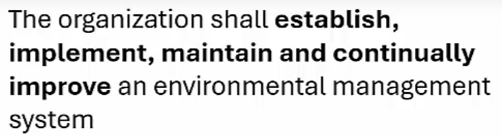 The organization shall establish,
implement, maintain and continually
improve an environmental management
system